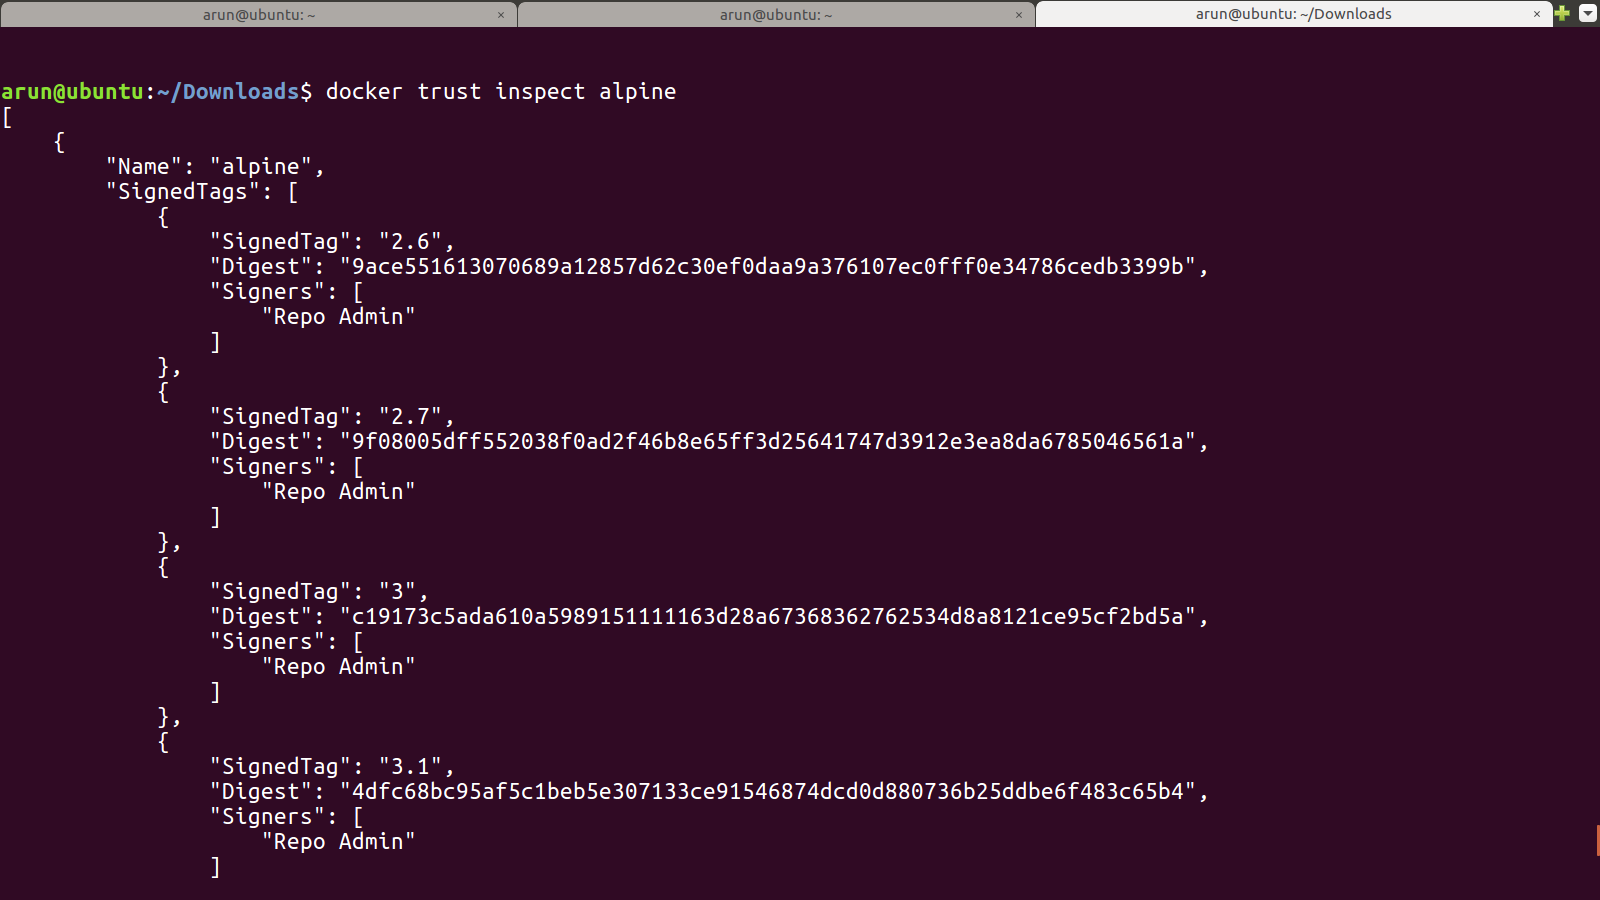 arun@ubuntu: ~ × arun@ubuntu: ~ × arun@ubuntu: ~/Downloads ×
arun@ubuntu:~/Downloads$ docker trust inspect alpine
[
    {
        "Name": "alpine",
        "SignedTags": [
            {
                "SignedTag": "2.6",
                "Digest": "9ace551613070689a12857d62c30ef0daa9a376107ec0fff0e34786cedb3399b",
                "Signers": [
                    "Repo Admin"
                ]
            },
            {
                "SignedTag": "2.7",
                "Digest": "9f08005dff552038f0ad2f46b8e65ff3d25641747d3912e3ea8da6785046561a",
                "Signers": [
                    "Repo Admin"
                ]
            },
            {
                "SignedTag": "3",
                "Digest": "c19173c5ada610a5989151111163d28a67368362762534d8a8121ce95cf2bd5a",
                "Signers": [
                    "Repo Admin"
                ]
            },
            {
                "SignedTag": "3.1",
                "Digest": "4dfc68bc95af5c1beb5e307133ce91546874dcd0d880736b25ddbe6f483c65b4",
                "Signers": [
                    "Repo Admin"
                ]